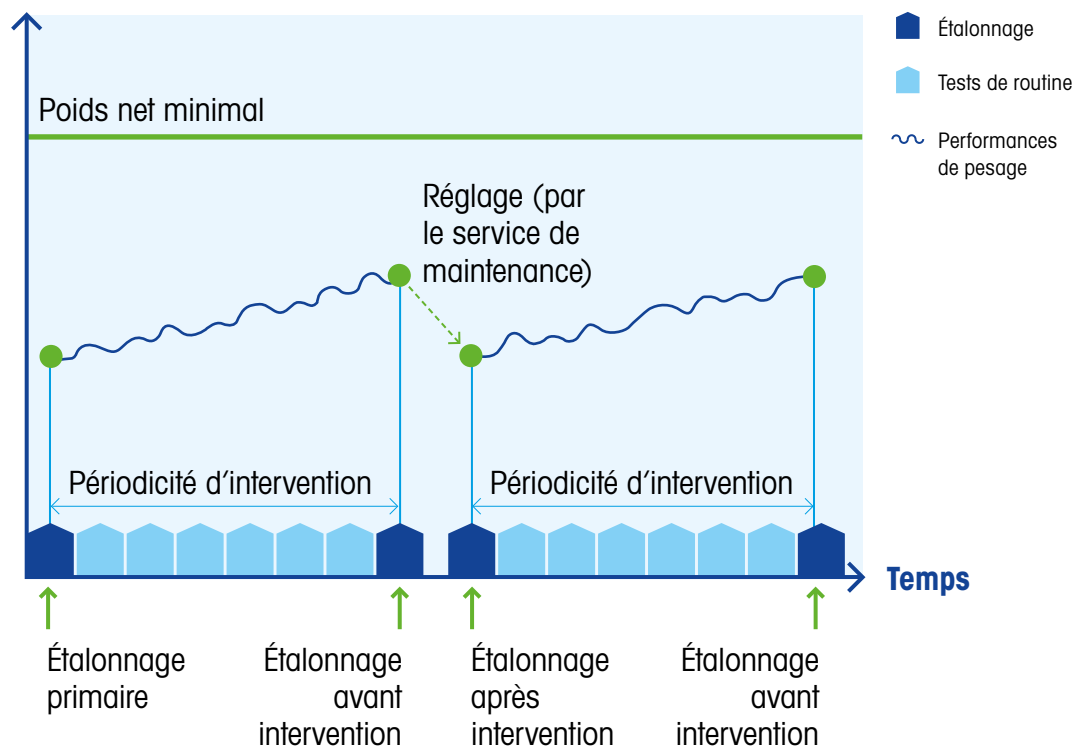 Étalonnage
Tests de routine
Performances
de pesage
Poids net minimal
Réglage (par
le service de
maintenance)
Périodicité d'intervention
Périodicité d'intervention
Temps
Étalonnage
primaire
Étalonnage
avant
intervention
Étalonnage
après
intervention
Étalonnage
avant
intervention